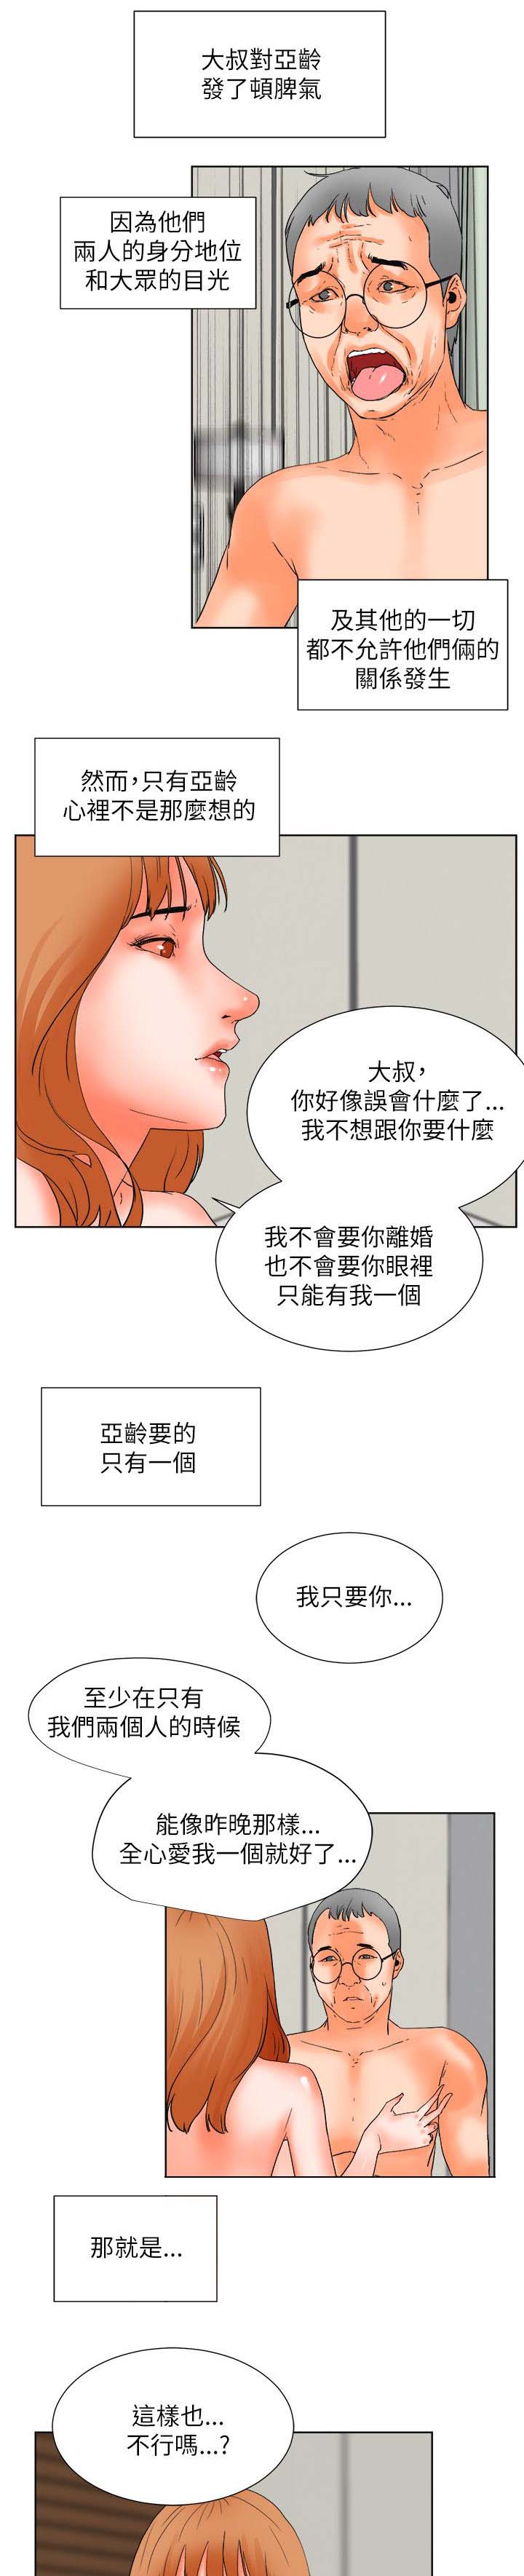 大叔對亞齡
發了頓脾氣
因為他們
兩人的身分地位
和大眾的目光
及其他的一切
都不允許他們倆的
關係發生
然而，只有亞齡
心裡不是那麼想的
大叔，
你好像誤會什麼了...
我不想跟你要什麼
我不會要你離婚
也不會要你眼裡
只能有我一個
亞齡要的
只有一個
我只要你...
至少在只有
我們兩個人的時候
能像昨晚那樣...
全心愛我一個就好了...
那就是...
這樣也...
不行嗎...?